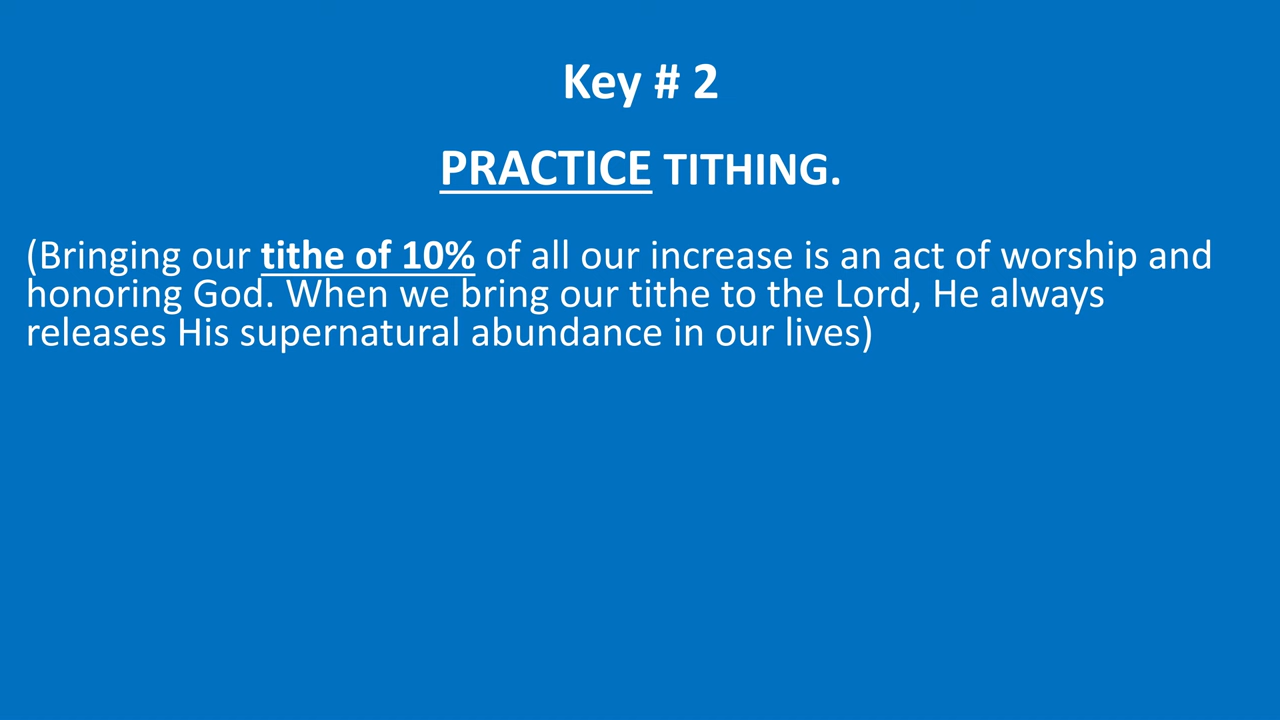 Key # 2
PRACTICE TITHING.
(Bringing our tithe of 10% of all our increase is an act of worship and
honoring God. When we bring our tithe to the Lord, He always
releases His supernatural abundance in our lives)